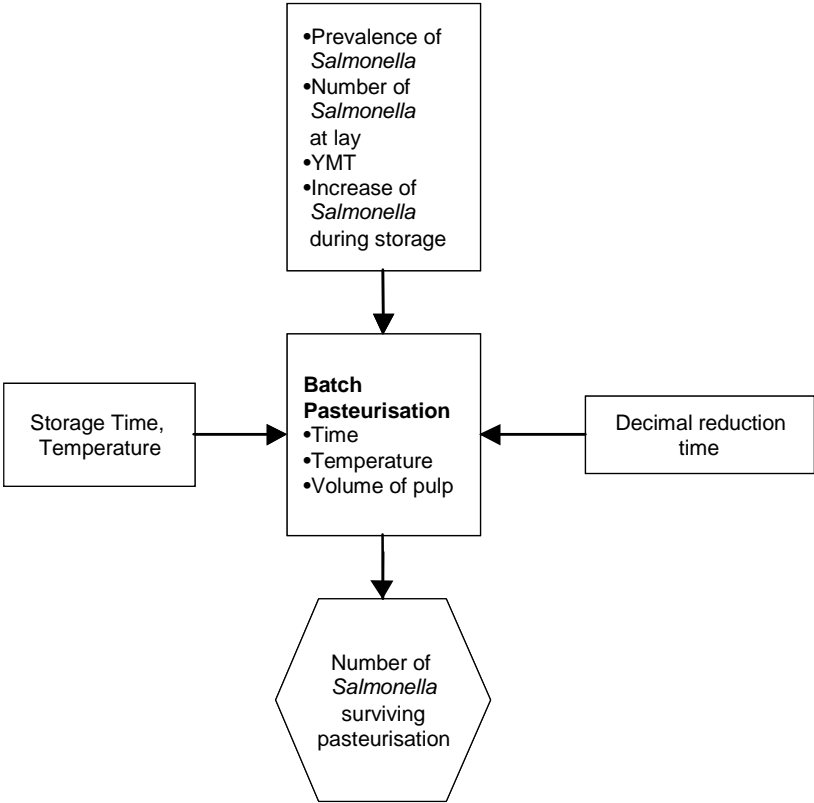 •Prevalence of
Salmonella
•Number of
Salmonella
at lay
•YMT
•Increase of
Salmonella
during storage
Storage Time,
Temperature
Batch
Pasteurisation
•Time
•Temperature
•Volume of pulp
Decimal reduction
time
Number of
Salmonella
surviving
pasteurisation